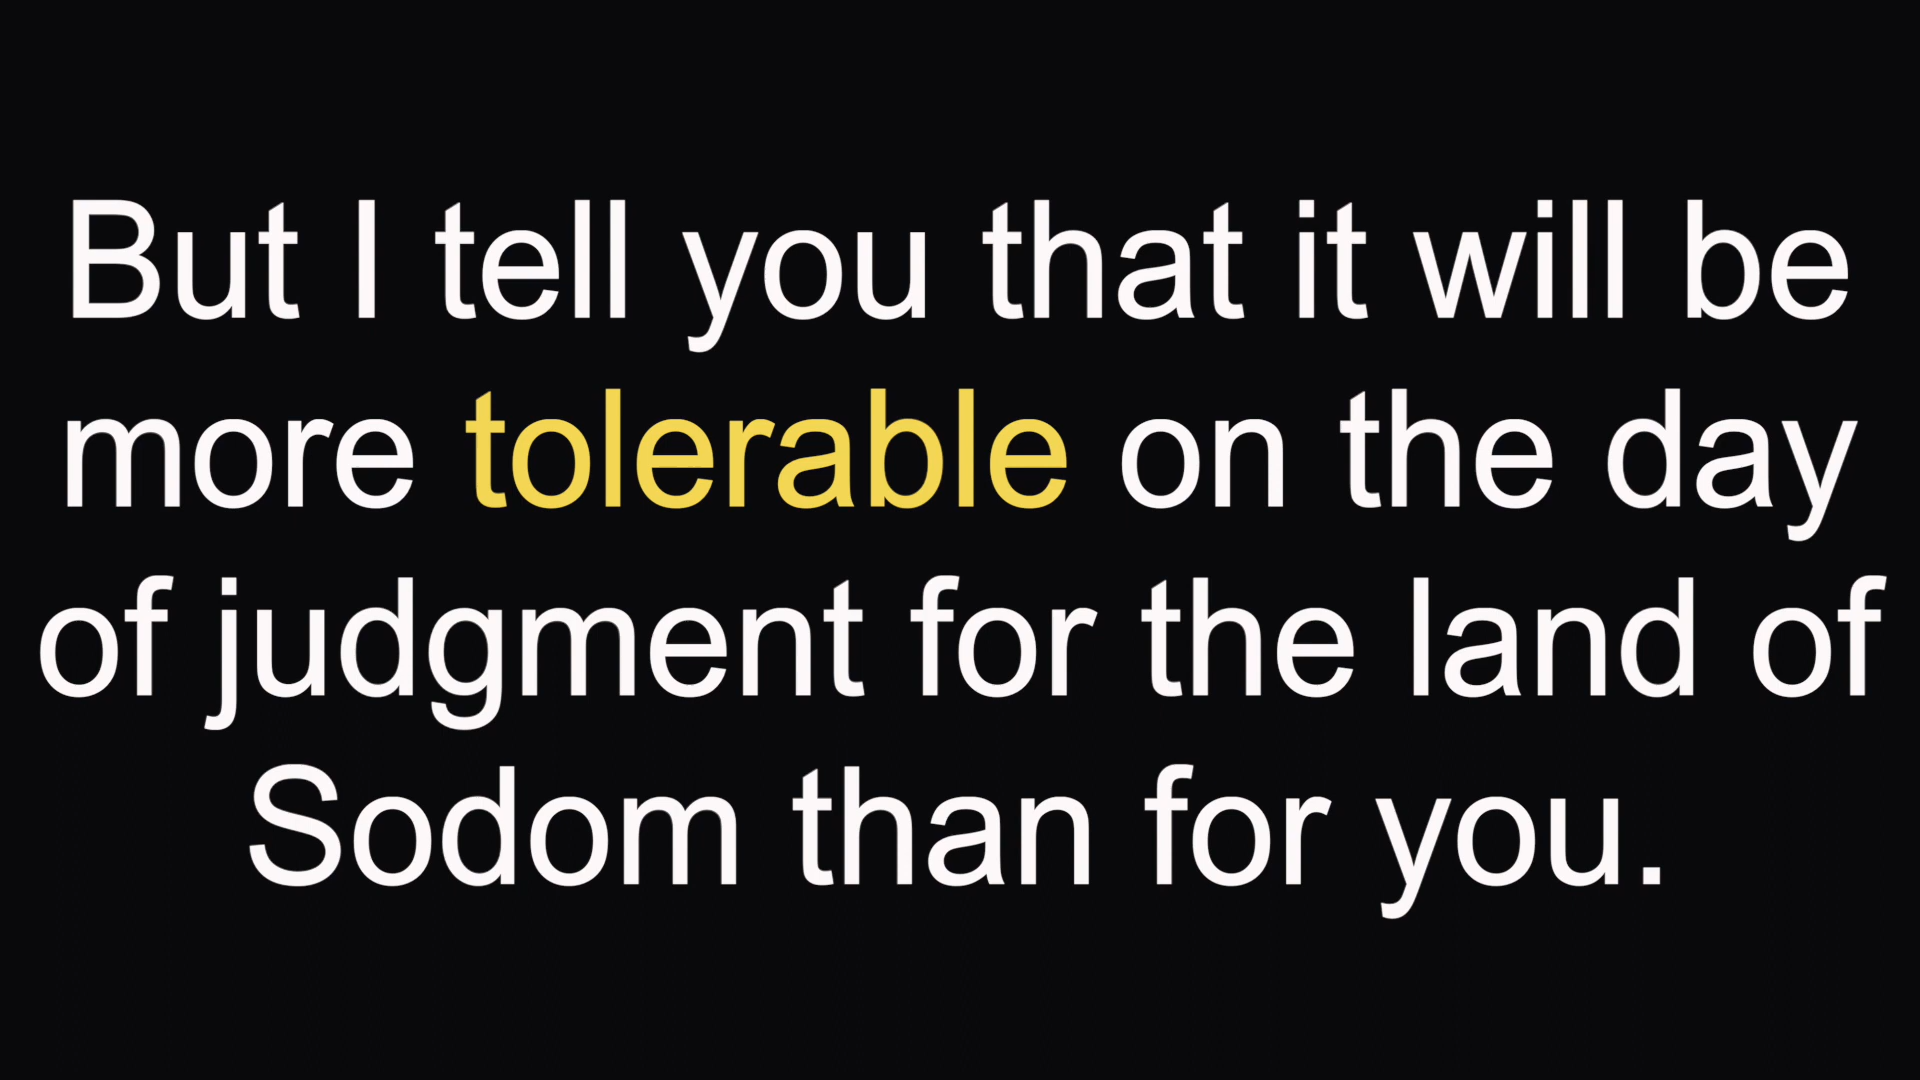 But I tell you that it will be
more tolerable on the day
of judgment for the land of
Sodom than for you.